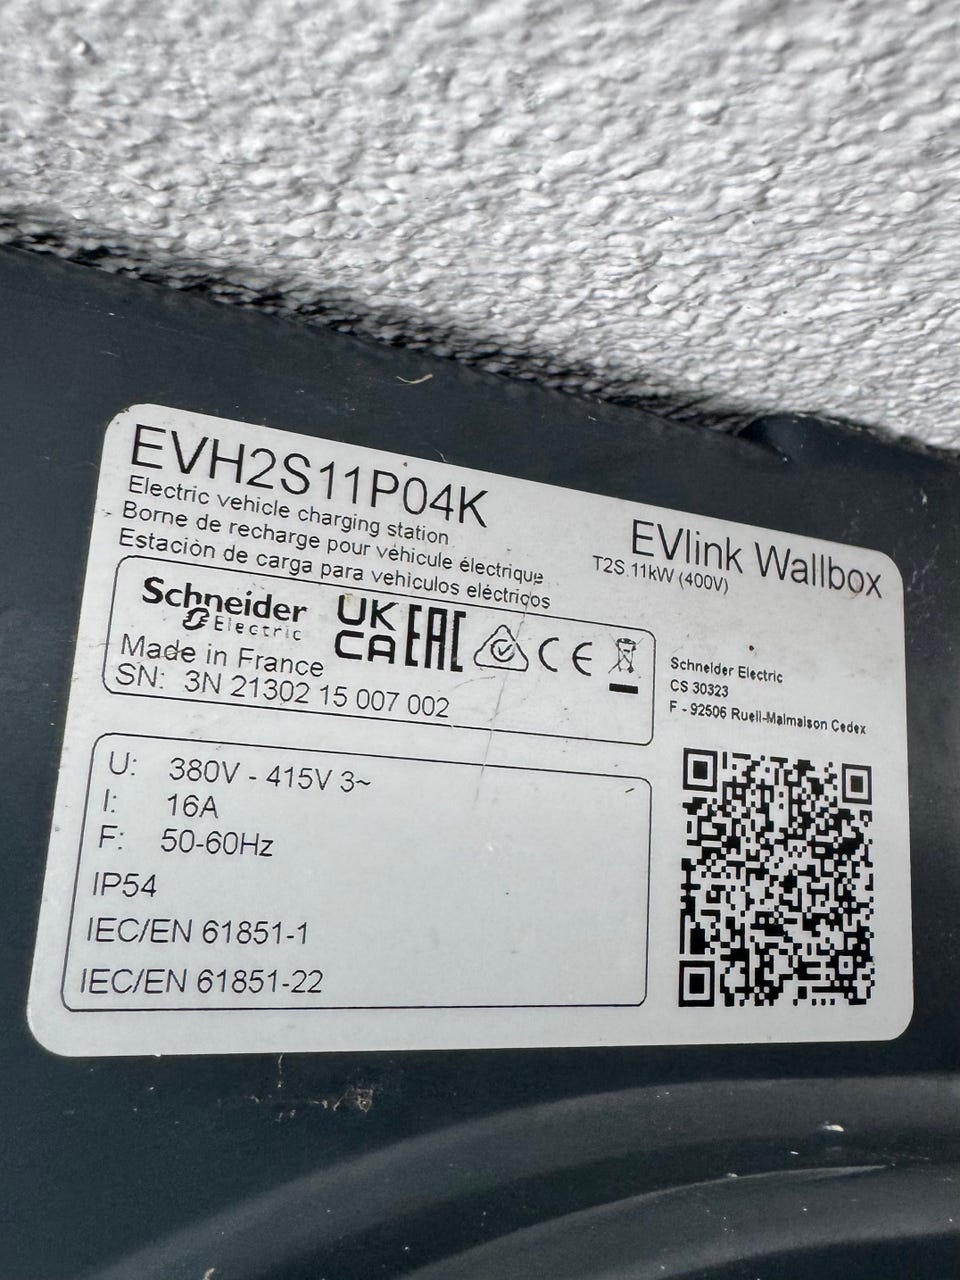 EVH2S11P04K
Electric vehicle charging station
Borne de recharge pour véhicule électrique
Estación de carga para vehículos eléctricos
EVlink Wallbox
T2S.11kW (400V)
Schneider
Electric
UK
CA
EAC
CE
Made in France
SN: 3N 21302 15 007 002
Schneider Electric
CS 30323
F - 92506 Rueil-Malmaison Cedex
U: 380V - 415V 3~
I: 16A
F: 50-60Hz
IP54
IEC/EN 61851-1
IEC/EN 61851-22